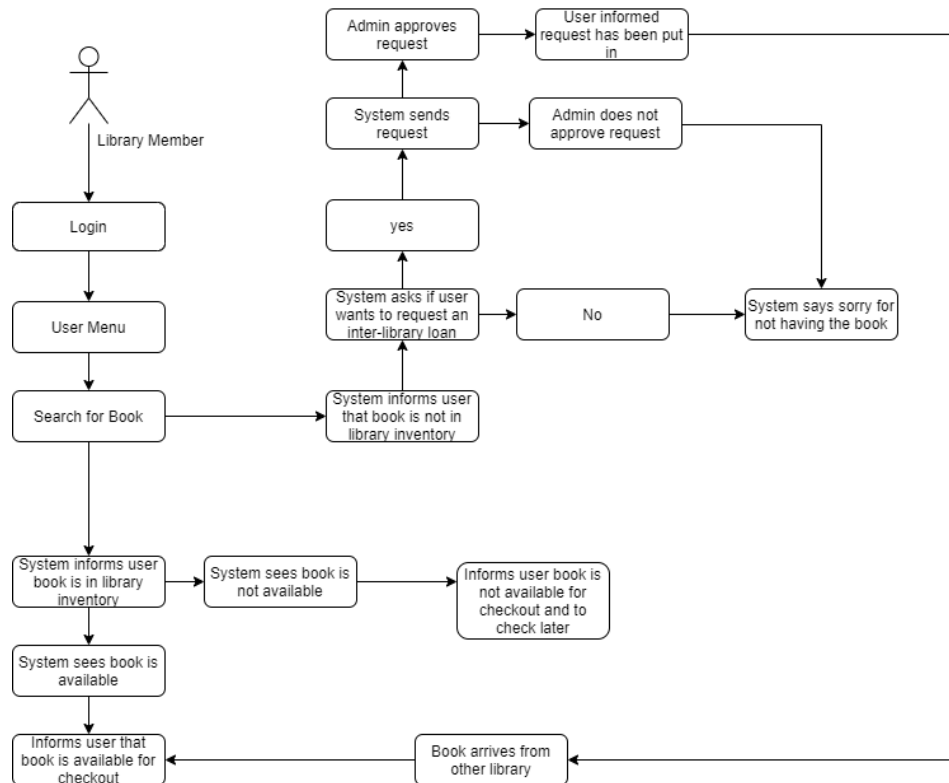 Admin approves
request
User informed
request has been put
in
Library Member
System sends
request
Admin does not
approve request
Login
yes
User Menu
System asks if user
wants to request an
inter-library loan
No
System says sorry for
not having the book
Search for Book
System informs user
that book is not in
library inventory
System informs user
book is in library
inventory
System sees book is
not available
Informs user book is
not available for
checkout and to
check later
System sees book is
available
Informs user that
book is available for
checkout
Book arrives from
other library